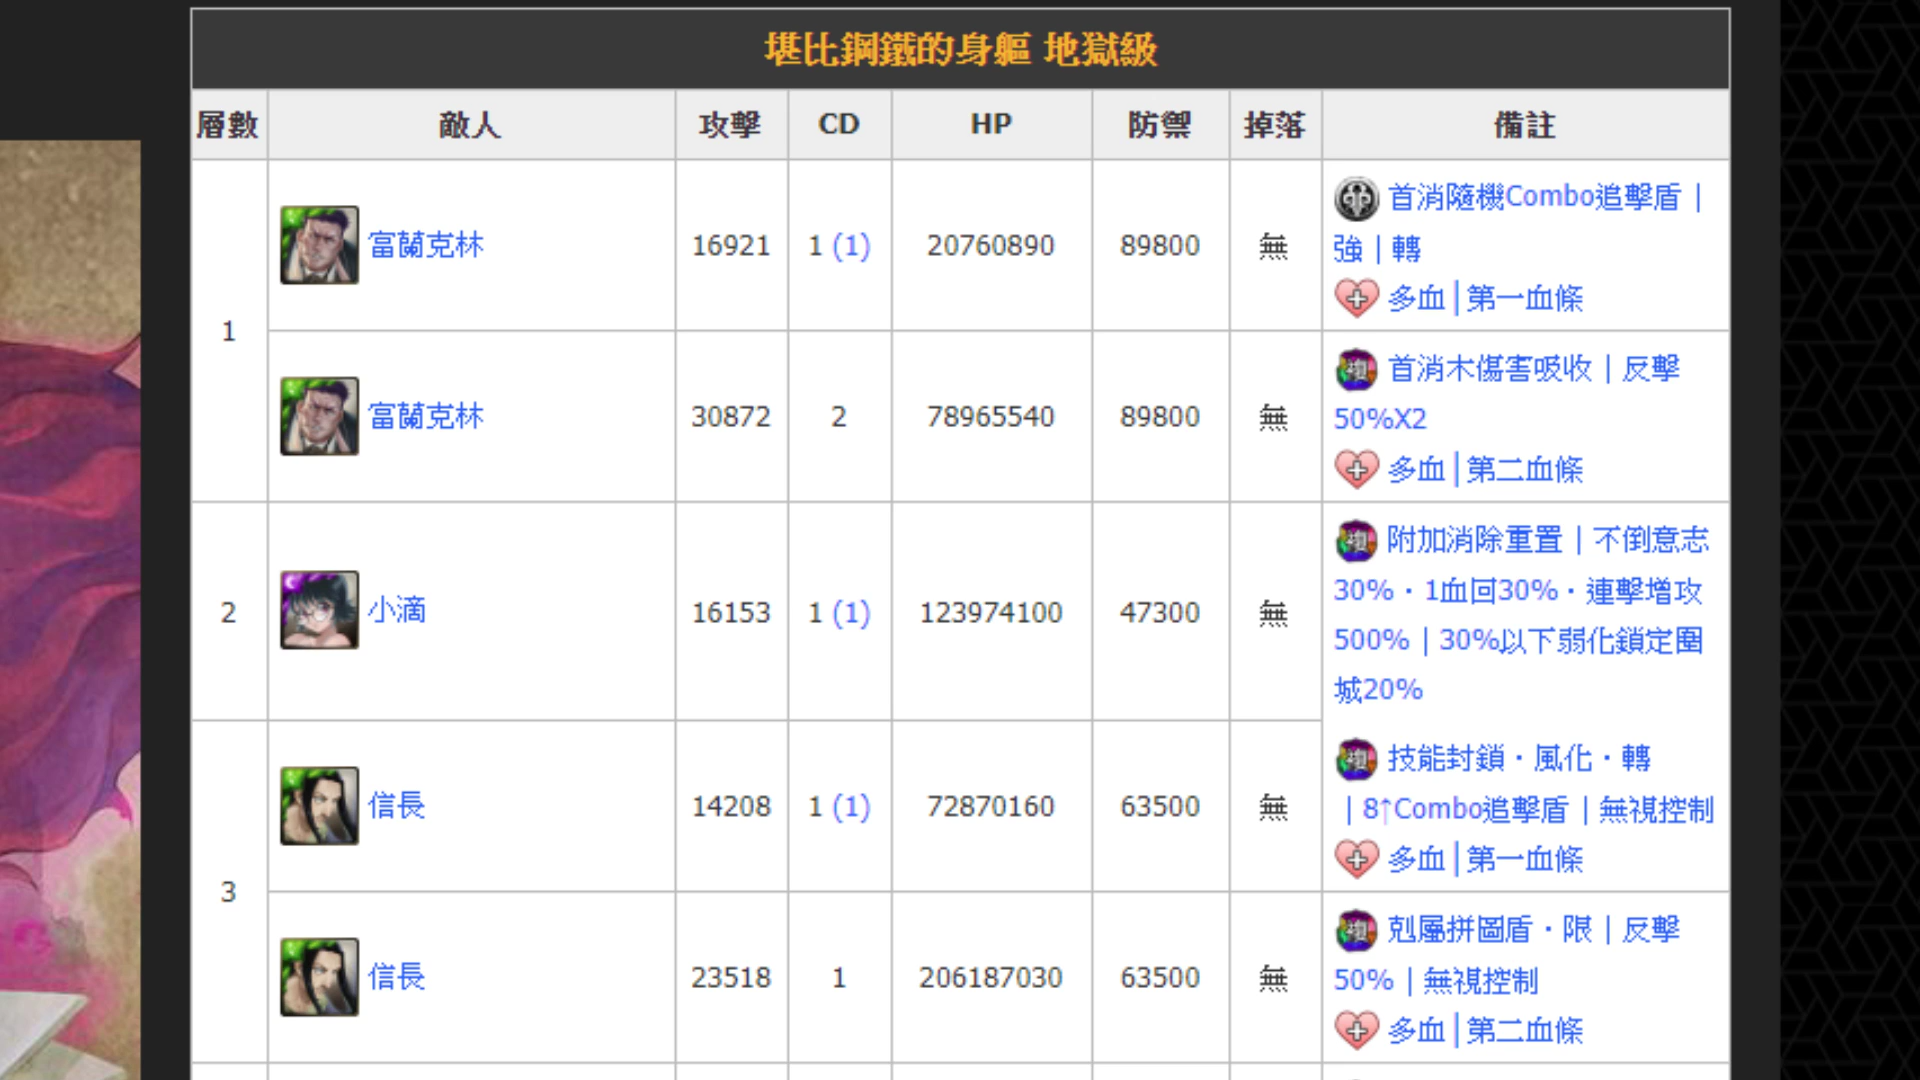 堪比鋼鐵的身軀 地獄級
層數 敵人 攻擊 CD HP 防禦 掉落 備註
1
富蘭克林 16921 1 (1) 20760890 89800 無
首消隨機Combo追擊盾 |
強 | 轉
多血│第一血條
富蘭克林 30872 2 78965540 89800 無
首消木傷害吸收 | 反擊
50%X2
多血│第二血條
2
小滴 16153 1 (1) 123974100 47300 無
附加消除重置 | 不倒意志
30%．1血回30%．連擊增攻
500% | 30%以下弱化鎖定圍
城20%
3
信長 14208 1 (1) 72870160 63500 無
技能封鎖．風化．轉
| 8↑Combo追擊盾 | 無視控制
多血│第一血條
信長 23518 1 206187030 63500 無
剋屬拼圖盾．限 | 反擊
50% | 無視控制
多血│第二血條